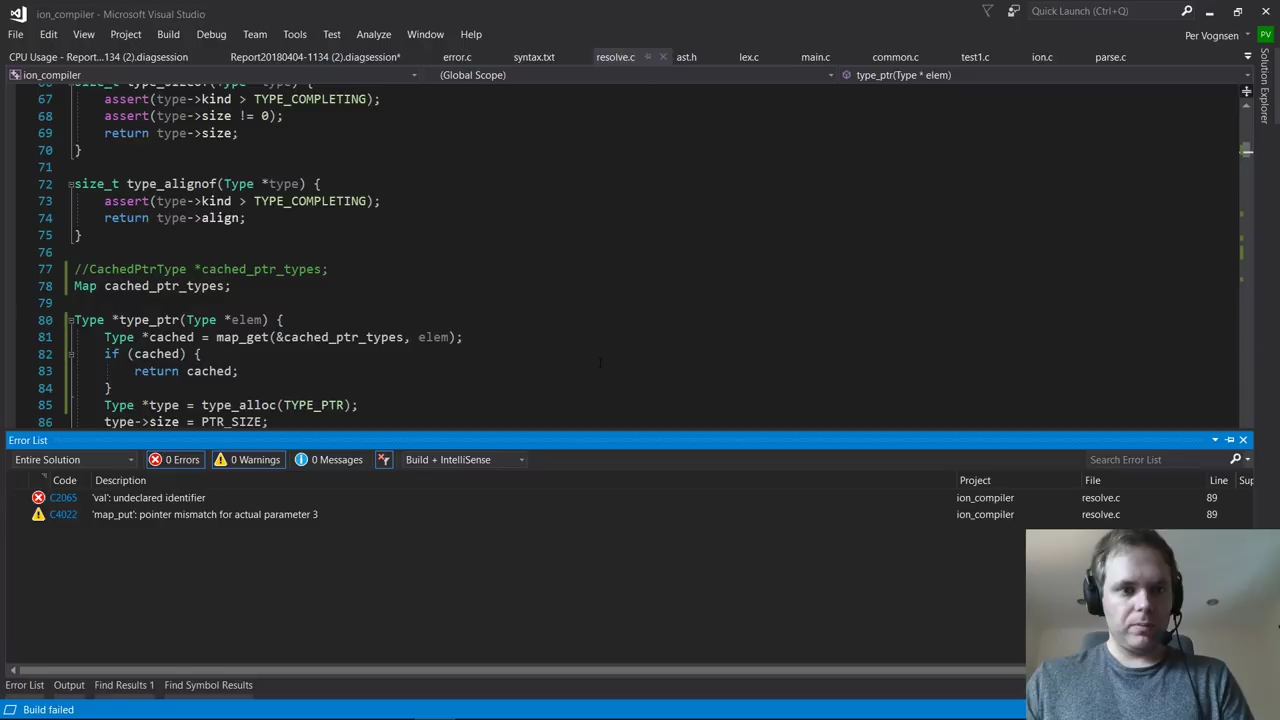 ion_compiler - Microsoft Visual Studio
Quick Launch (Ctrl+Q)
File Edit View Project Build Debug Team Tools Test Analyze Window Help
Per Vognsen
PV
CPU Usage - Report...134 (2).diagsession Report20180404-1134 (2).diagsession* error.c syntax.txt resolve.c ast.h lex.c main.c common.c test1.c ion.c parse.c
ion_compiler (Global Scope) type_ptr(Type * elem)
Solution Explorer
67 assert(type->kind > TYPE_COMPLETING);
68 assert(type->size != 0);
69 return type->size;
70 }
71
72 size_t type_alignof(Type *type) {
73 assert(type->kind > TYPE_COMPLETING);
74 return type->align;
75 }
76
77 //CachedPtrType *cached_ptr_types;
78 Map cached_ptr_types;
79
80 Type *type_ptr(Type *elem) {
81 Type *cached = map_get(&cached_ptr_types, elem);
82 if (cached) {
83 return cached;
84 }
85 Type *type = type_alloc(TYPE_PTR);
86 type->size = PTR_SIZE;
Error List
Entire Solution 0 Errors 0 Warnings 0 Messages Build + IntelliSense Search Error List
Code Description Project File Line Sup
C2065 'val': undeclared identifier ion_compiler resolve.c 89
C4022 'map_put': pointer mismatch for actual parameter 3 ion_compiler resolve.c 89
Error List Output Find Results 1 Find Symbol Results
Build failed